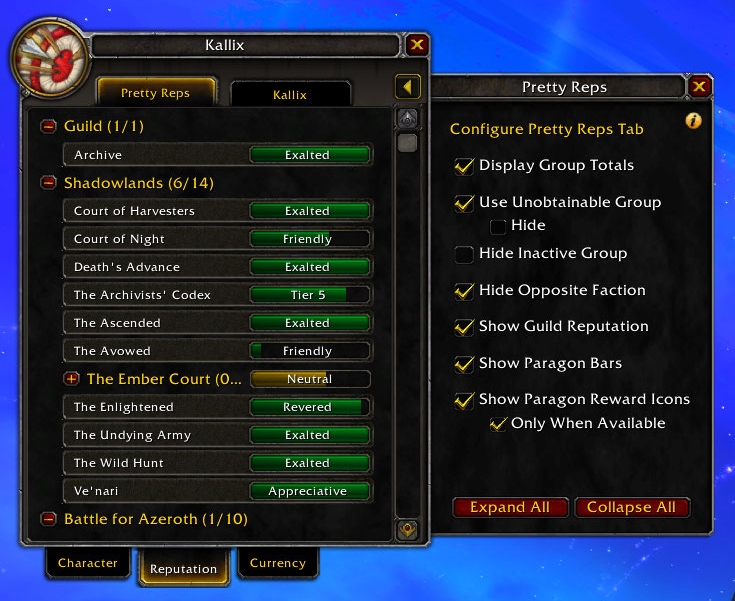 Kallix
Pretty Reps
Kallix
Guild (1/1)
Archive Exalted
Shadowlands (6/14)
Court of Harvesters Exalted
Court of Night Friendly
Death's Advance Exalted
The Archivists' Codex Tier 5
The Ascended Exalted
The Avowed Friendly
The Ember Court (0... Neutral
The Enlightened Revered
The Undying Army Exalted
The Wild Hunt Exalted
Ve'nari Appreciative
Battle for Azeroth (1/10)
Character
Reputation
Currency
Pretty Reps
Configure Pretty Reps Tab
Display Group Totals
Use Unobtainable Group
Hide
Hide Inactive Group
Hide Opposite Faction
Show Guild Reputation
Show Paragon Bars
Show Paragon Reward Icons
Only When Available
Expand All
Collapse All